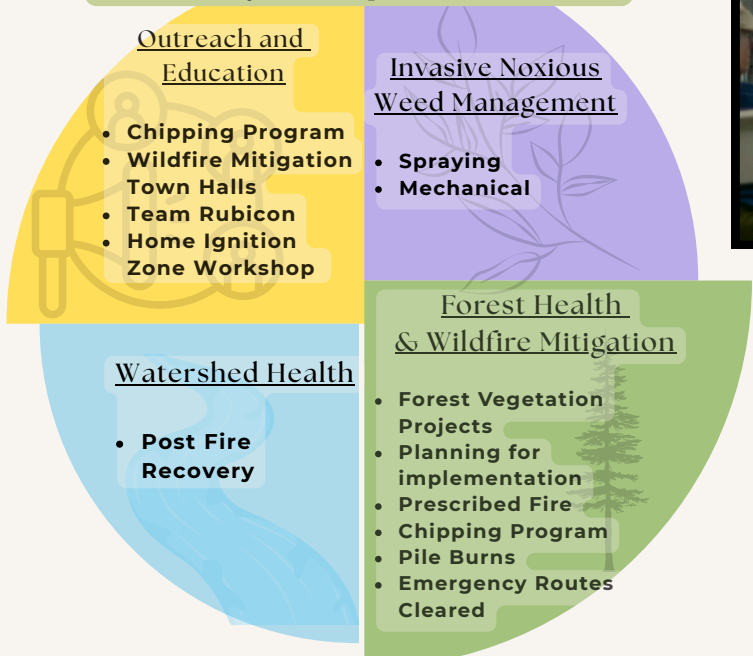 Outreach and
Education
• Chipping Program
• Wildfire Mitigation
Town Halls
• Team Rubicon
• Home Ignition
Zone Workshop
Invasive Noxious
Weed Management
• Spraying
• Mechanical
Watershed Health
• Post Fire
Recovery
Forest Health
& Wildfire Mitigation
• Forest Vegetation
Projects
• Planning for
implementation
• Prescribed Fire
• Chipping Program
• Pile Burns
• Emergency Routes
Cleared